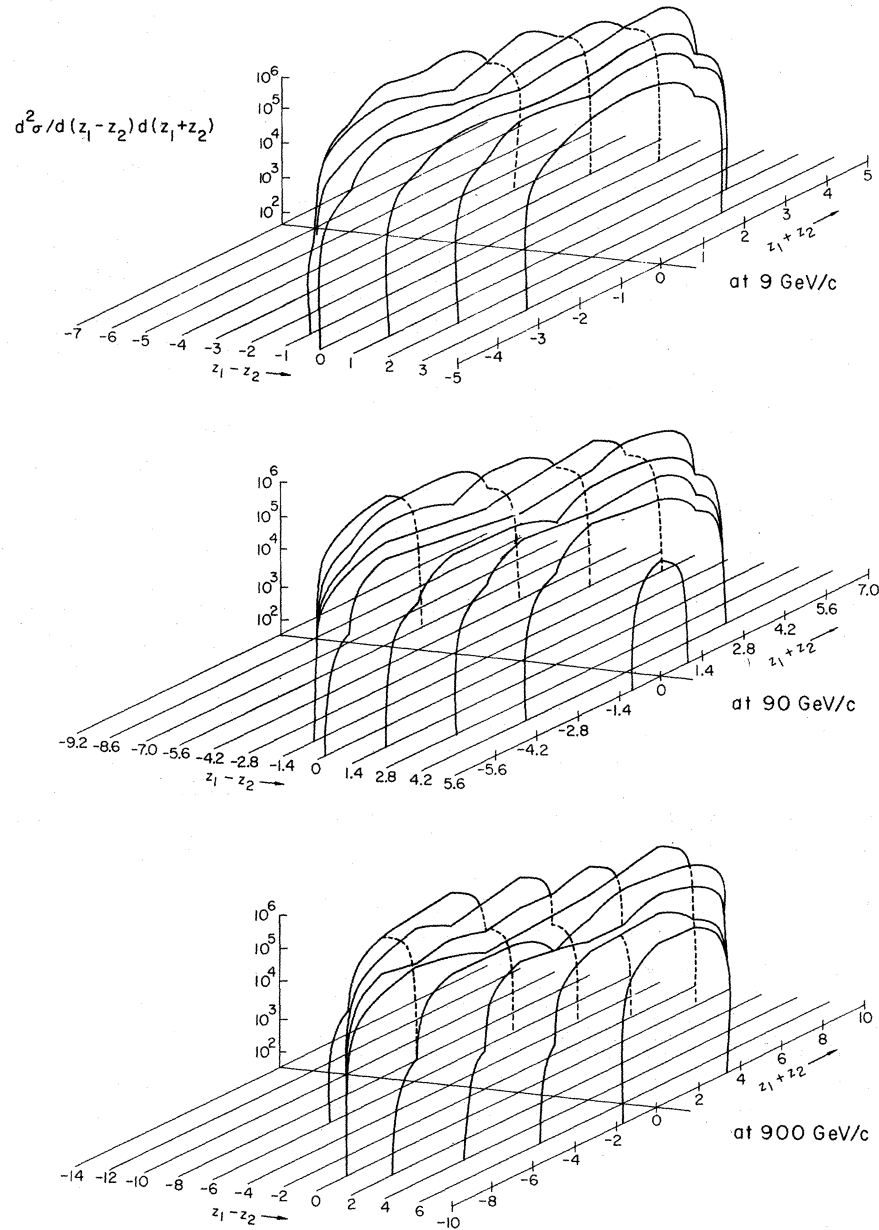 d²σ/d(z₁-z₂)d(z₁+z₂)
10⁶
10⁵
10⁴
10³
10²
-7 -6 -5 -4 -3 -2 -1 0 1 2 3
z₁-z₂ →
-5 -4 -3 -2 -1 0 1 2 3 4 5
z₁+z₂ →
at 9 GeV/c
10⁶
10⁵
10⁴
10³
10²
-9.2 -8.6 -7.0 -5.6 -4.2 -2.8 -1.4 0 1.4 2.8 4.2 5.6
z₁-z₂ →
-5.6 -4.2 -2.8 -1.4 0 1.4 2.8 4.2 5.6 7.0
z₁+z₂ →
at 90 GeV/c
10⁶
10⁵
10⁴
10³
10²
-14 -12 -10 -8 -6 -4 -2 0 2 4 6
z₁-z₂ →
-10 -8 -6 -4 -2 0 2 4 6 8 10
z₁+z₂ →
at 900 GeV/c